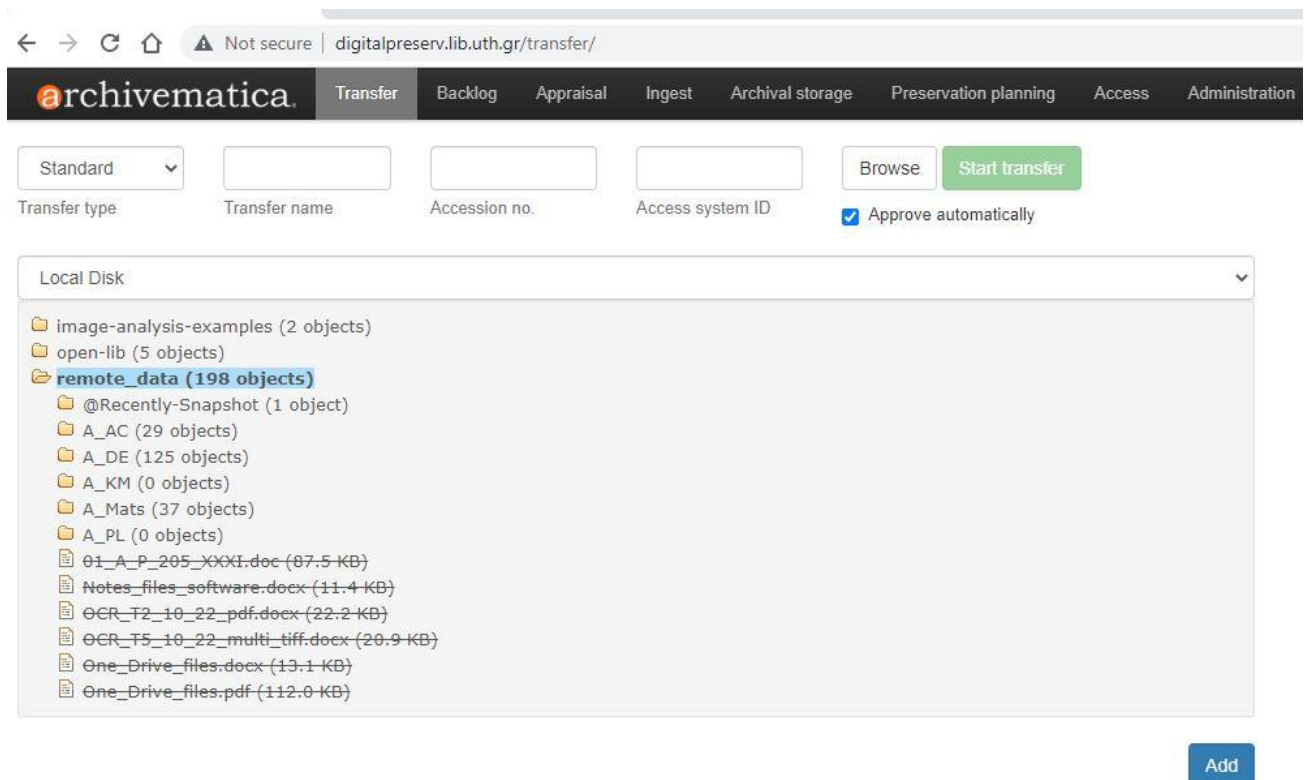 Not secure | digitalpreserv.lib.uth.gr/transfer/
archivematica. Transfer Backlog Appraisal Ingest Archival storage Preservation planning Access Administration
Standard Browse Start transfer
Transfer type Transfer name Accession no. Access system ID Approve automatically
Local Disk
image-analysis-examples (2 objects)
open-lib (5 objects)
remote_data (198 objects)
@Recently-Snapshot (1 object)
A_AC (29 objects)
A_DE (125 objects)
A_KM (0 objects)
A_Mats (37 objects)
A_PL (0 objects)
01_A_P_205_XXXI.doc (87.5 KB)
Notes_files_software.docx (11.4 KB)
OCR_T2_10_22_pdf.docx (22.2 KB)
OCR_T5_10_22_multi_tiff.docx (20.9 KB)
One_Drive_files.docx (13.1 KB)
One_Drive_files.pdf (112.0 KB)
Add